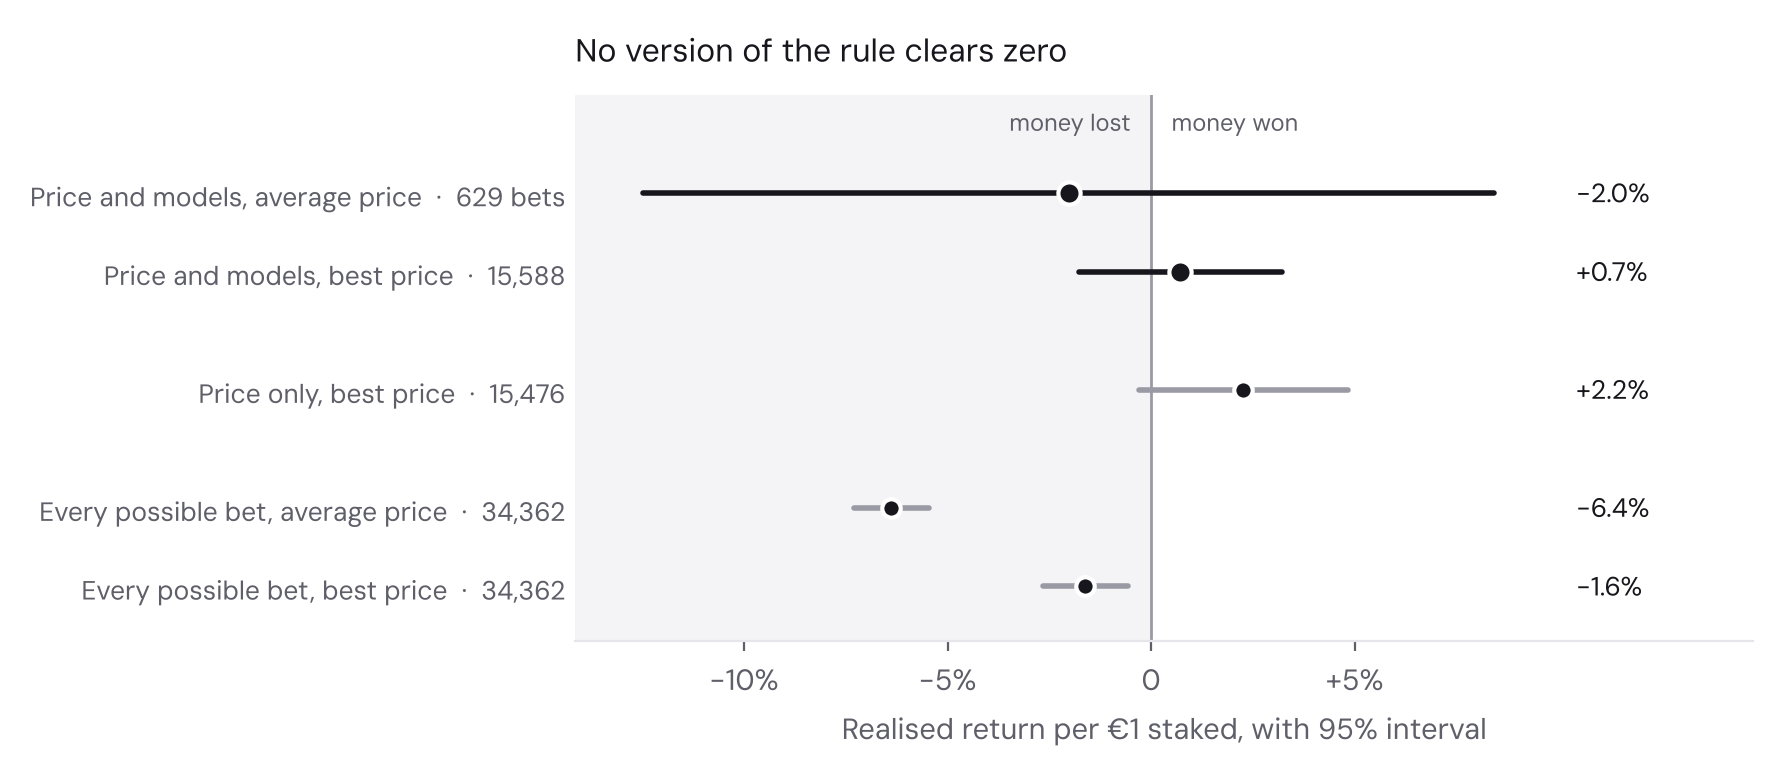 No version of the rule clears zero
money lost
money won
Price and models, average price · 629 bets
−2.0%
Price and models, best price · 15,588
+0.7%
Price only, best price · 15,476
+2.2%
Every possible bet, average price · 34,362
−6.4%
Every possible bet, best price · 34,362
−1.6%
−10%
−5%
0
+5%
Realised return per €1 staked, with 95% interval